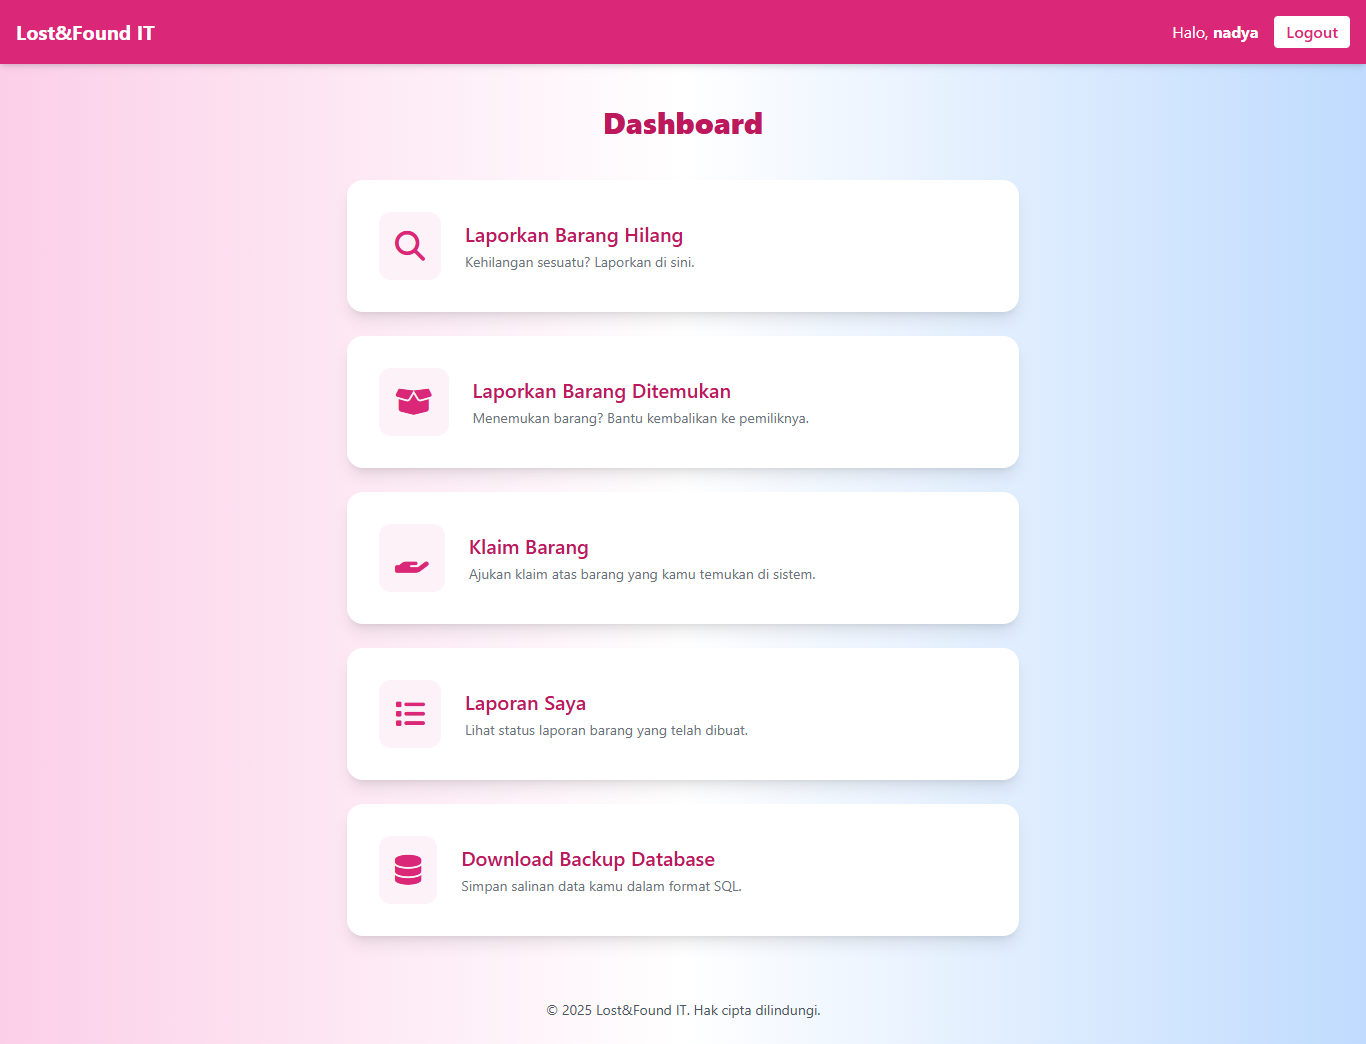 Lost&Found IT
Halo, nadya
Logout
Dashboard
Laporkan Barang Hilang
Kehilangan sesuatu? Laporkan di sini.
Laporkan Barang Ditemukan
Menemukan barang? Bantu kembalikan ke pemiliknya.
Klaim Barang
Ajukan klaim atas barang yang kamu temukan di sistem.
Laporan Saya
Lihat status laporan barang yang telah dibuat.
Download Backup Database
Simpan salinan data kamu dalam format SQL.
© 2025 Lost&Found IT. Hak cipta dilindungi.